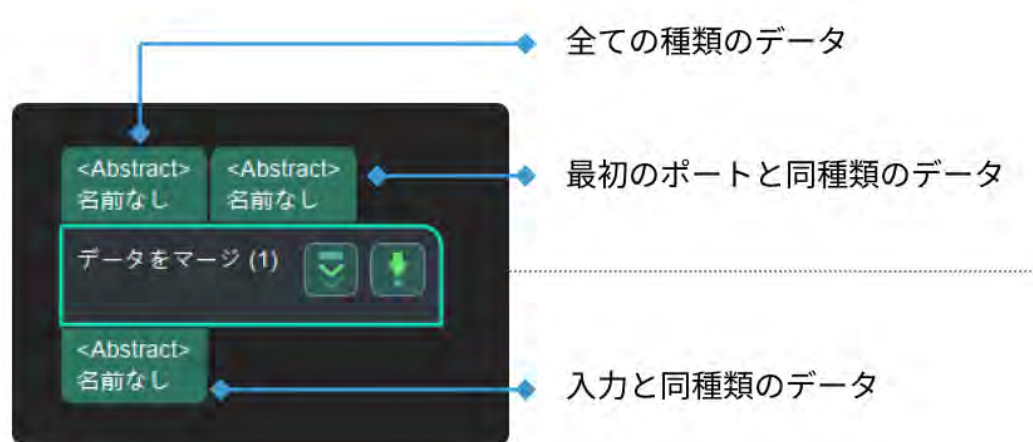 全ての種類のデータ
<Abstract> <Abstract>
名前なし 名前なし
最初のポートと同種類のデータ
データをマージ (1)
<Abstract>
名前なし
入力と同種類のデータ